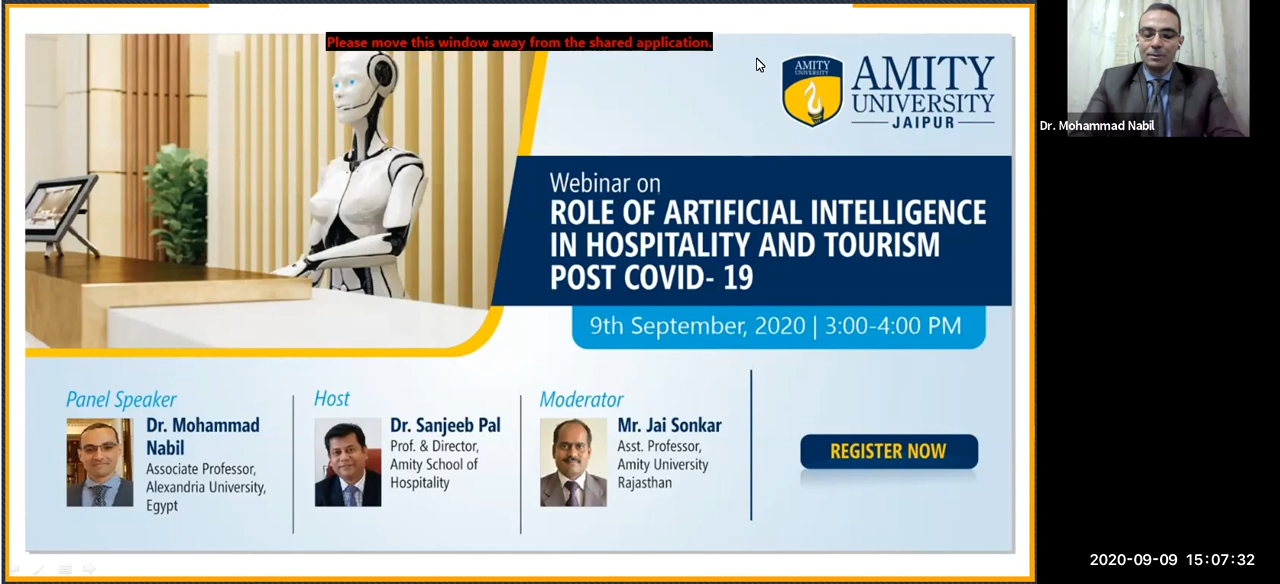 Please move this window away from the shared application.
AMITY
UNIVERSITY
AMITY
UNIVERSITY
JAIPUR
Dr. Mohammad Nabil
Webinar on
ROLE OF ARTIFICIAL INTELLIGENCE
IN HOSPITALITY AND TOURISM
POST COVID- 19
9th September, 2020 | 3:00-4:00 PM
Panel Speaker
Dr. Mohammad
Nabil
Associate Professor,
Alexandria University,
Egypt
Host
Dr. Sanjeeb Pal
Prof. & Director,
Amity School of
Hospitality
Moderator
Mr. Jai Sonkar
Asst. Professor,
Amity University
Rajasthan
REGISTER NOW
2020-09-09 15:07:32